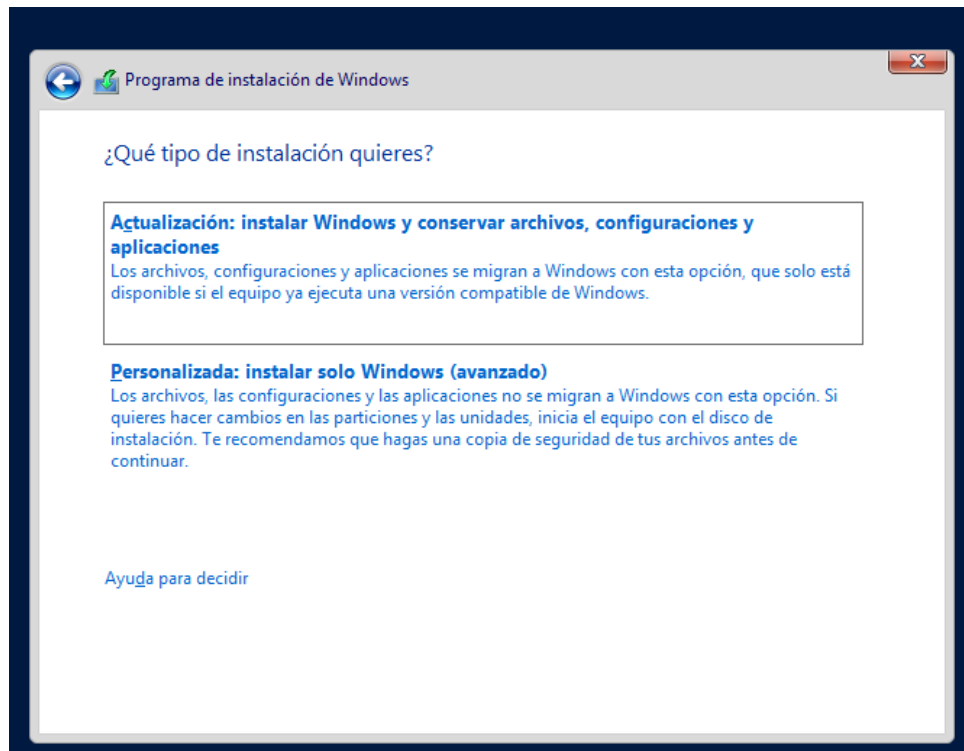 Programa de instalación de Windows
¿Qué tipo de instalación quieres?
Actualización: instalar Windows y conservar archivos, configuraciones y
aplicaciones
Los archivos, configuraciones y aplicaciones se migran a Windows con esta opción, que solo está
disponible si el equipo ya ejecuta una versión compatible de Windows.
Personalizada: instalar solo Windows (avanzado)
Los archivos, las configuraciones y las aplicaciones no se migran a Windows con esta opción. Si
quieres hacer cambios en las particiones y las unidades, inicia el equipo con el disco de
instalación. Te recomendamos que hagas una copia de seguridad de tus archivos antes de
continuar.
Ayuda para decidir